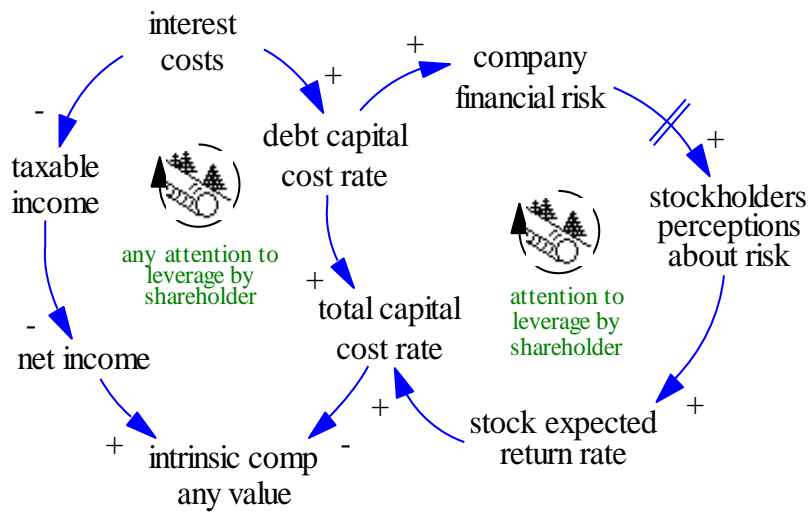 interest
costs
+
+
company
financial risk
-
+
+
taxable
income
debt capital
cost rate
stockholders
perceptions
about risk
any attention to
leverage by
shareholder
+
attention to
leverage by
shareholder
-
net income
total capital
cost rate
+
+
+
-
intrinsic comp
any value
stock expected
return rate